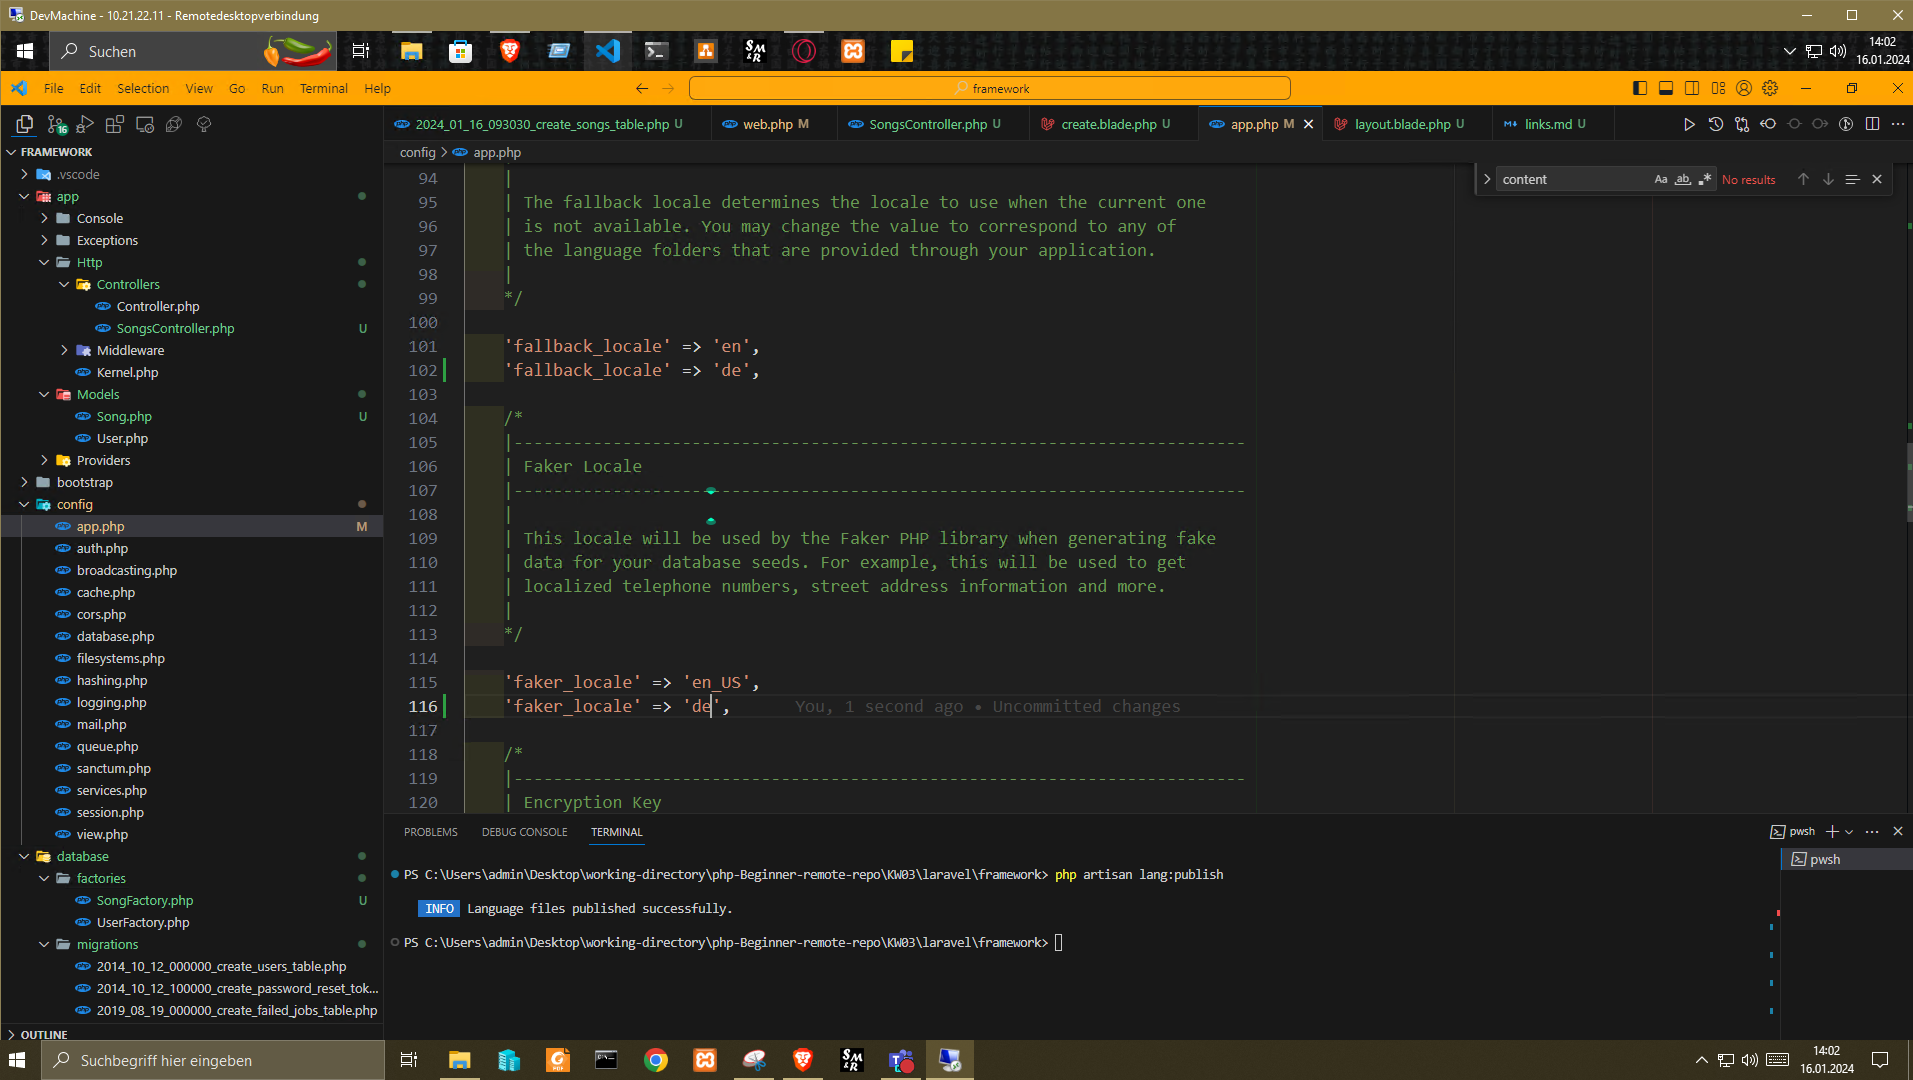 DevMachine - 10.21.22.11 - Remotedesktopverbindung
Suchen
14:02
16.01.2024
File Edit Selection View Go Run Terminal Help
framework
16
2024_01_16_093030_create_songs_table.php U
web.php M
SongsController.php U
create.blade.php U
app.php M
layout.blade.php U
links.md U
FRAMEWORK
.vscode
app
Console
Exceptions
Http
Controllers
Controller.php
SongsController.php U
Middleware
Kernel.php
Models
Song.php U
User.php
Providers
bootstrap
config
app.php M
auth.php
broadcasting.php
cache.php
cors.php
database.php
filesystems.php
hashing.php
logging.php
mail.php
queue.php
sanctum.php
services.php
session.php
view.php
database
factories
SongFactory.php U
UserFactory.php
migrations
2014_10_12_000000_create_users_table.php
2014_10_12_100000_create_password_reset_tok...
2019_08_19_000000_create_failed_jobs_table.php
OUTLINE
config > app.php
content
Aa ab .* No results
94 |
95 | The fallback locale determines the locale to use when the current one
96 | is not available. You may change the value to correspond to any of
97 | the language folders that are provided through your application.
98 |
99 */
100
101 'fallback_locale' => 'en',
102 'fallback_locale' => 'de',
103
104 /*
105 |--------------------------------------------------------------------------
106 | Faker Locale
107 |--------------------------------------------------------------------------
108 |
109 | This locale will be used by the Faker PHP library when generating fake
110 | data for your database seeds. For example, this will be used to get
111 | localized telephone numbers, street address information and more.
112 |
113 */
114
115 'faker_locale' => 'en_US',
116 'faker_locale' => 'de', You, 1 second ago • Uncommitted changes
117
118 /*
119 |--------------------------------------------------------------------------
120 | Encryption Key
PROBLEMS DEBUG CONSOLE TERMINAL
pwsh
pwsh
PS C:\Users\admin\Desktop\working-directory\php-Beginner-remote-repo\KW03\laravel\framework> php artisan lang:publish
INFO Language files published successfully.
PS C:\Users\admin\Desktop\working-directory\php-Beginner-remote-repo\KW03\laravel\framework>
Suchbegriff hier eingeben
14:02
16.01.2024